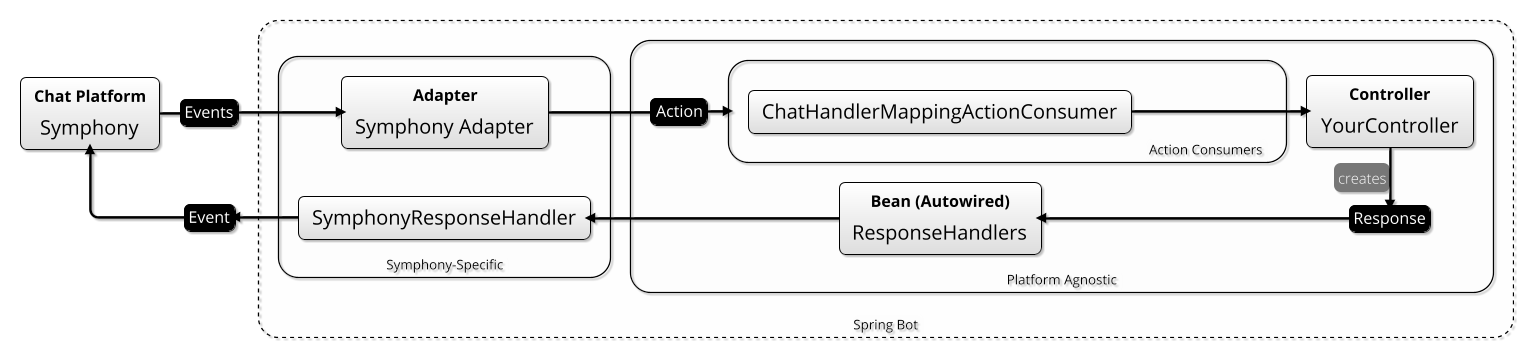 Chat Platform
Symphony
Events
Adapter
Symphony Adapter
Action
ChatHandlerMappingActionConsumer
Action Consumers
Controller
YourController
creates
Response
Bean (Autowired)
ResponseHandlers
SymphonyResponseHandler
Event
Symphony-Specific
Platform Agnostic
Spring Bot